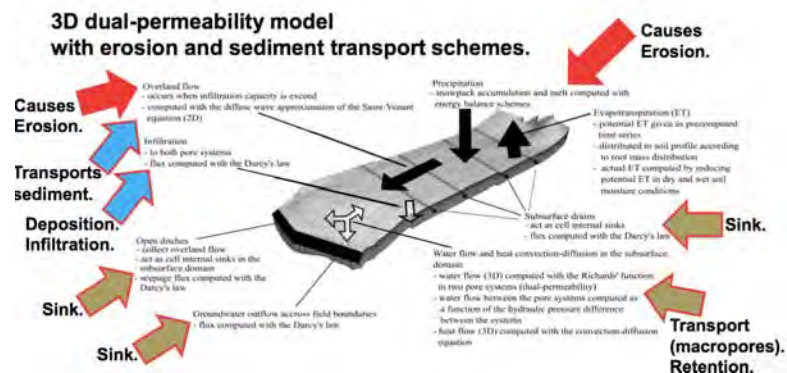 3D dual-permeability model
with erosion and sediment transport schemes.
Causes
Erosion.
Overland flow
- occurs when infiltration capacity is exceed
- computed with the diffuse wave approximation of the Saint-Venant
equation (2D)
Precipitation
- snowpack accumulation and melt computed with
energy balance schemes
Causes
Erosion.
Evapotranspiration (ET)
- potential ET given as precomputed
time series
- distributed to soil profile according
to root mass distribution
- actual ET computed by reducing
potential ET in dry and wet soil
moisture conditions
Infiltration
- to both pore systems
- flux computed with the Darcy's law
Transports
sediment.
Deposition.
Infiltration.
Subsurface drains
- act as cell internal sinks
- flux computed with the Darcy's law
Sink.
Open ditches
- collect overland flow
- act as cell internal sinks in the
subsurface domain
- seepage flux computed with the
Darcy's law
Sink.
Water flow and heat convection-diffusion in the subsurface
domain
- water flow (3D) computed with the Richards' function
in two pore systems (dual-permeability)
- water flow between the pore systems computed as
a function of the hydraulic pressure difference
between the systems
- heat flow (3D) computed with the convection-diffusion
equation
Groundwater outflow accross field boundaries
- flux computed with the Darcy's law
Sink.
Transport
(macropores).
Retention.